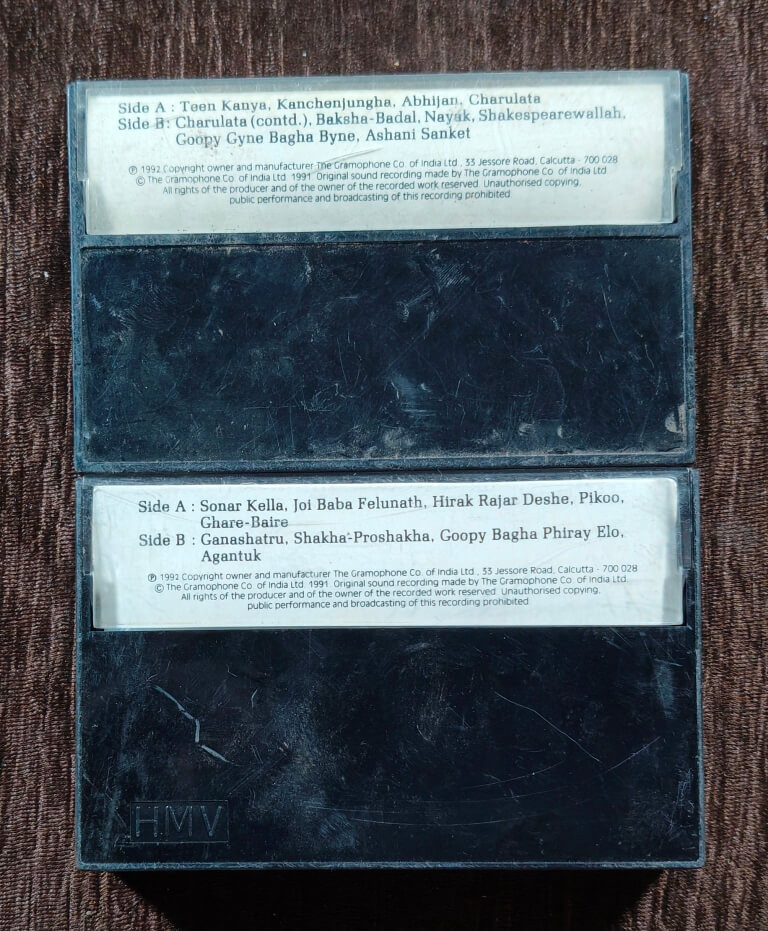 Side A : Teen Kanya, Kanchenjungha, Abhijan, Charulata
Side B : Charulata (contd.), Baksha-Badal, Nayak, Shakespearewallah,
Goopy Gyne Bagha Byne, Ashani Sanket
℗ 1992 Copyright owner and manufacturer The Gramophone Co. of India Ltd., 33 Jessore Road, Calcutta - 700 028
© The Gramophone Co. of India Ltd. 1991. Original sound recording made by The Gramophone Co. of India Ltd.
All rights of the producer and of the owner of the recorded work reserved. Unauthorised copying,
public performance and broadcasting of this recording prohibited.
Side A : Sonar Kella, Joi Baba Felunath, Hirak Rajar Deshe, Pikoo,
Ghare-Baire
Side B : Ganashatru, Shakha-Proshakha, Goopy Bagha Phiray Elo,
Agantuk
℗ 1992 Copyright owner and manufacturer The Gramophone Co. of India Ltd., 33 Jessore Road, Calcutta - 700 028
© The Gramophone Co. of India Ltd. 1991. Original sound recording made by The Gramophone Co. of India Ltd.
All rights of the producer and of the owner of the recorded work reserved. Unauthorised copying,
public performance and broadcasting of this recording prohibited.
HMV